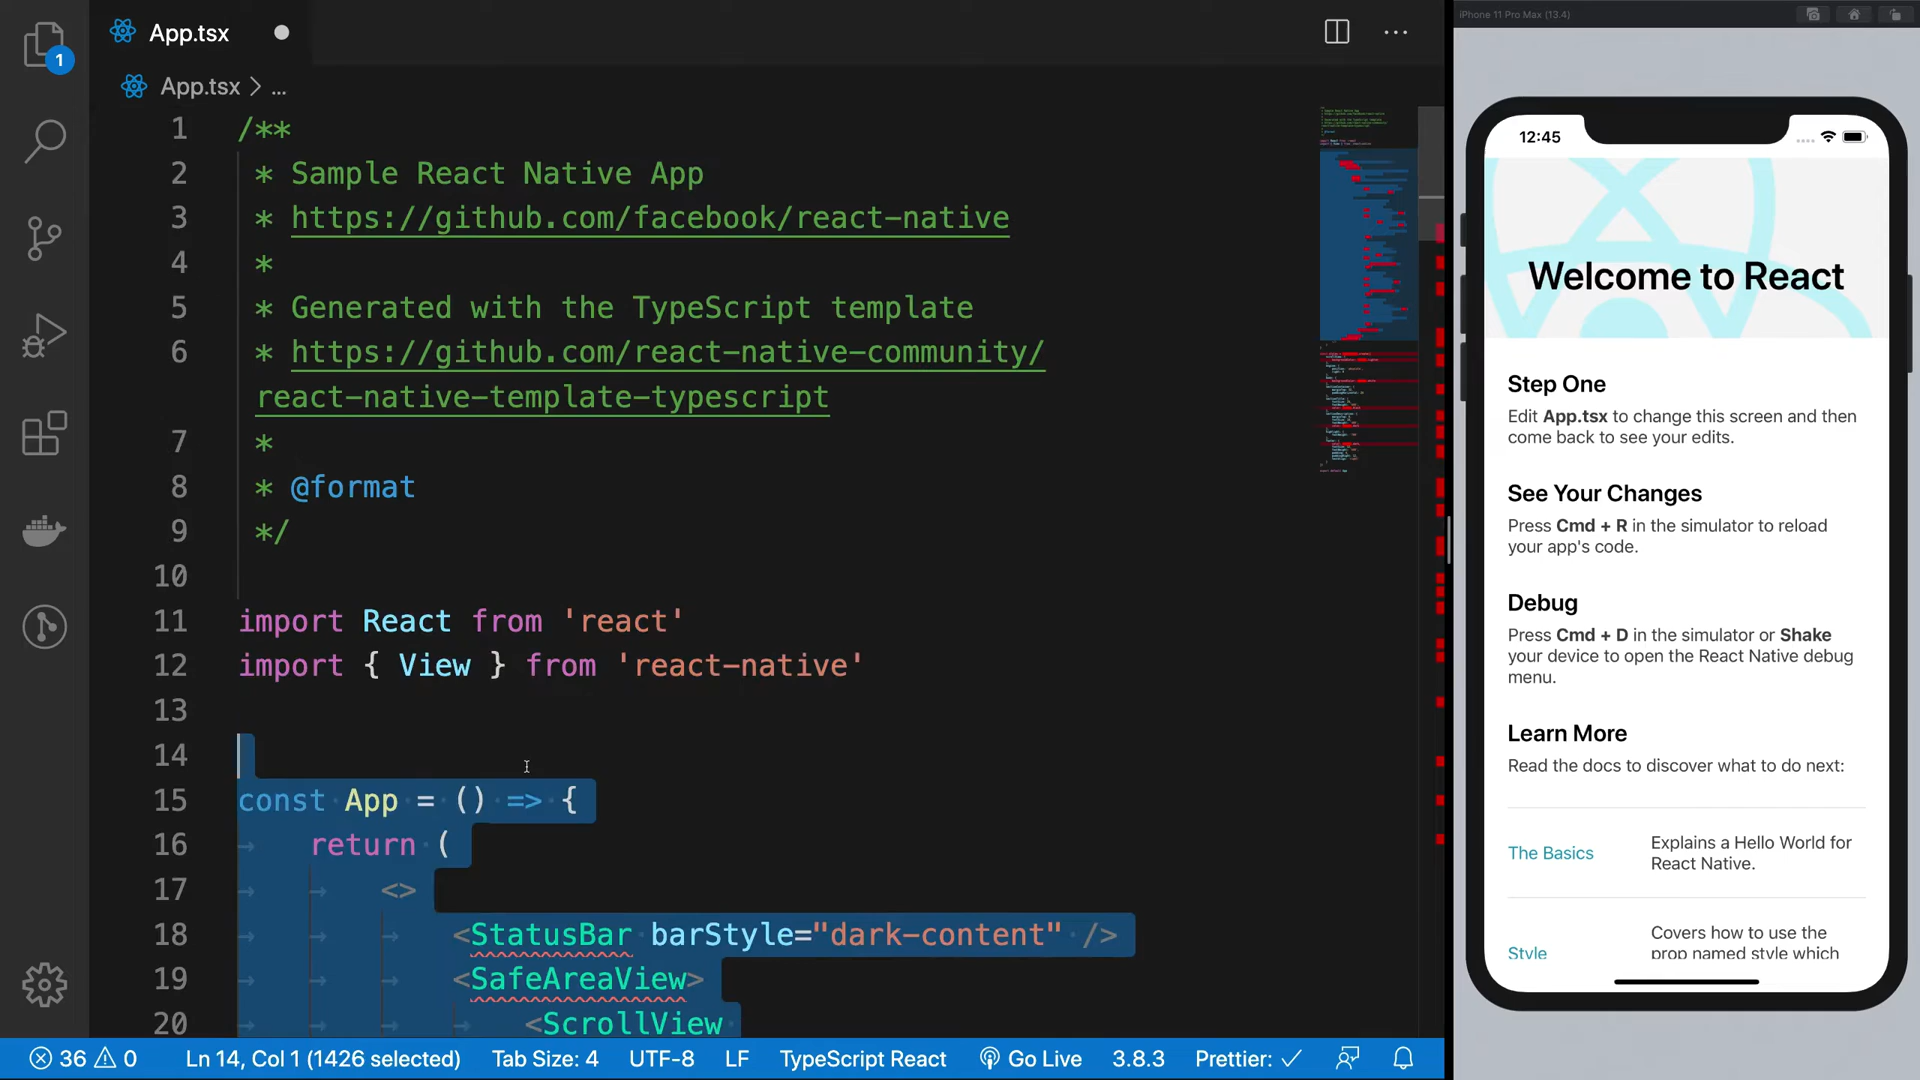 App.tsx
App.tsx > ...
1 /**
2 * Sample React Native App
3 * https://github.com/facebook/react-native
4 *
5 * Generated with the TypeScript template
6 * https://github.com/react-native-community/
react-native-template-typescript
7 *
8 * @format
9 */
10
11 import React from 'react'
12 import { View } from 'react-native'
13
14
15 const App = () => {
16 return (
17 <>
18 <StatusBar barStyle="dark-content" />
19 <SafeAreaView>
20 <ScrollView
1
36 0 Ln 14, Col 1 (1426 selected) Tab Size: 4 UTF-8 LF TypeScript React Go Live 3.8.3 Prettier: ✓
iPhone 11 Pro Max (13.4)
12:45
Welcome to React
Step One
Edit App.tsx to change this screen and then
come back to see your edits.
See Your Changes
Press Cmd + R in the simulator to reload
your app's code.
Debug
Press Cmd + D in the simulator or Shake
your device to open the React Native debug
menu.
Learn More
Read the docs to discover what to do next:
The Basics
Explains a Hello World for
React Native.
Style
Covers how to use the
prop named style which